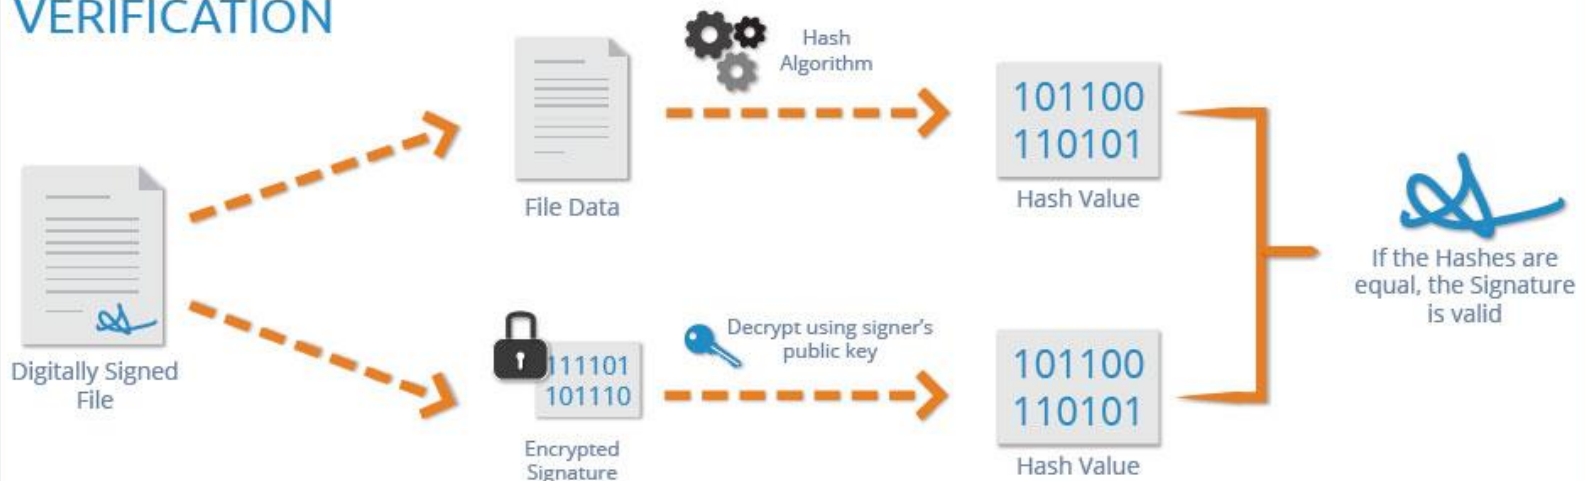 VERIFICATION
Hash
Algorithm
101100
110101
Hash Value
File Data
If the Hashes are
equal, the Signature
is valid
Digitally Signed
File
111101
101110
Encrypted
Signature
Decrypt using signer's
public key
101100
110101
Hash Value